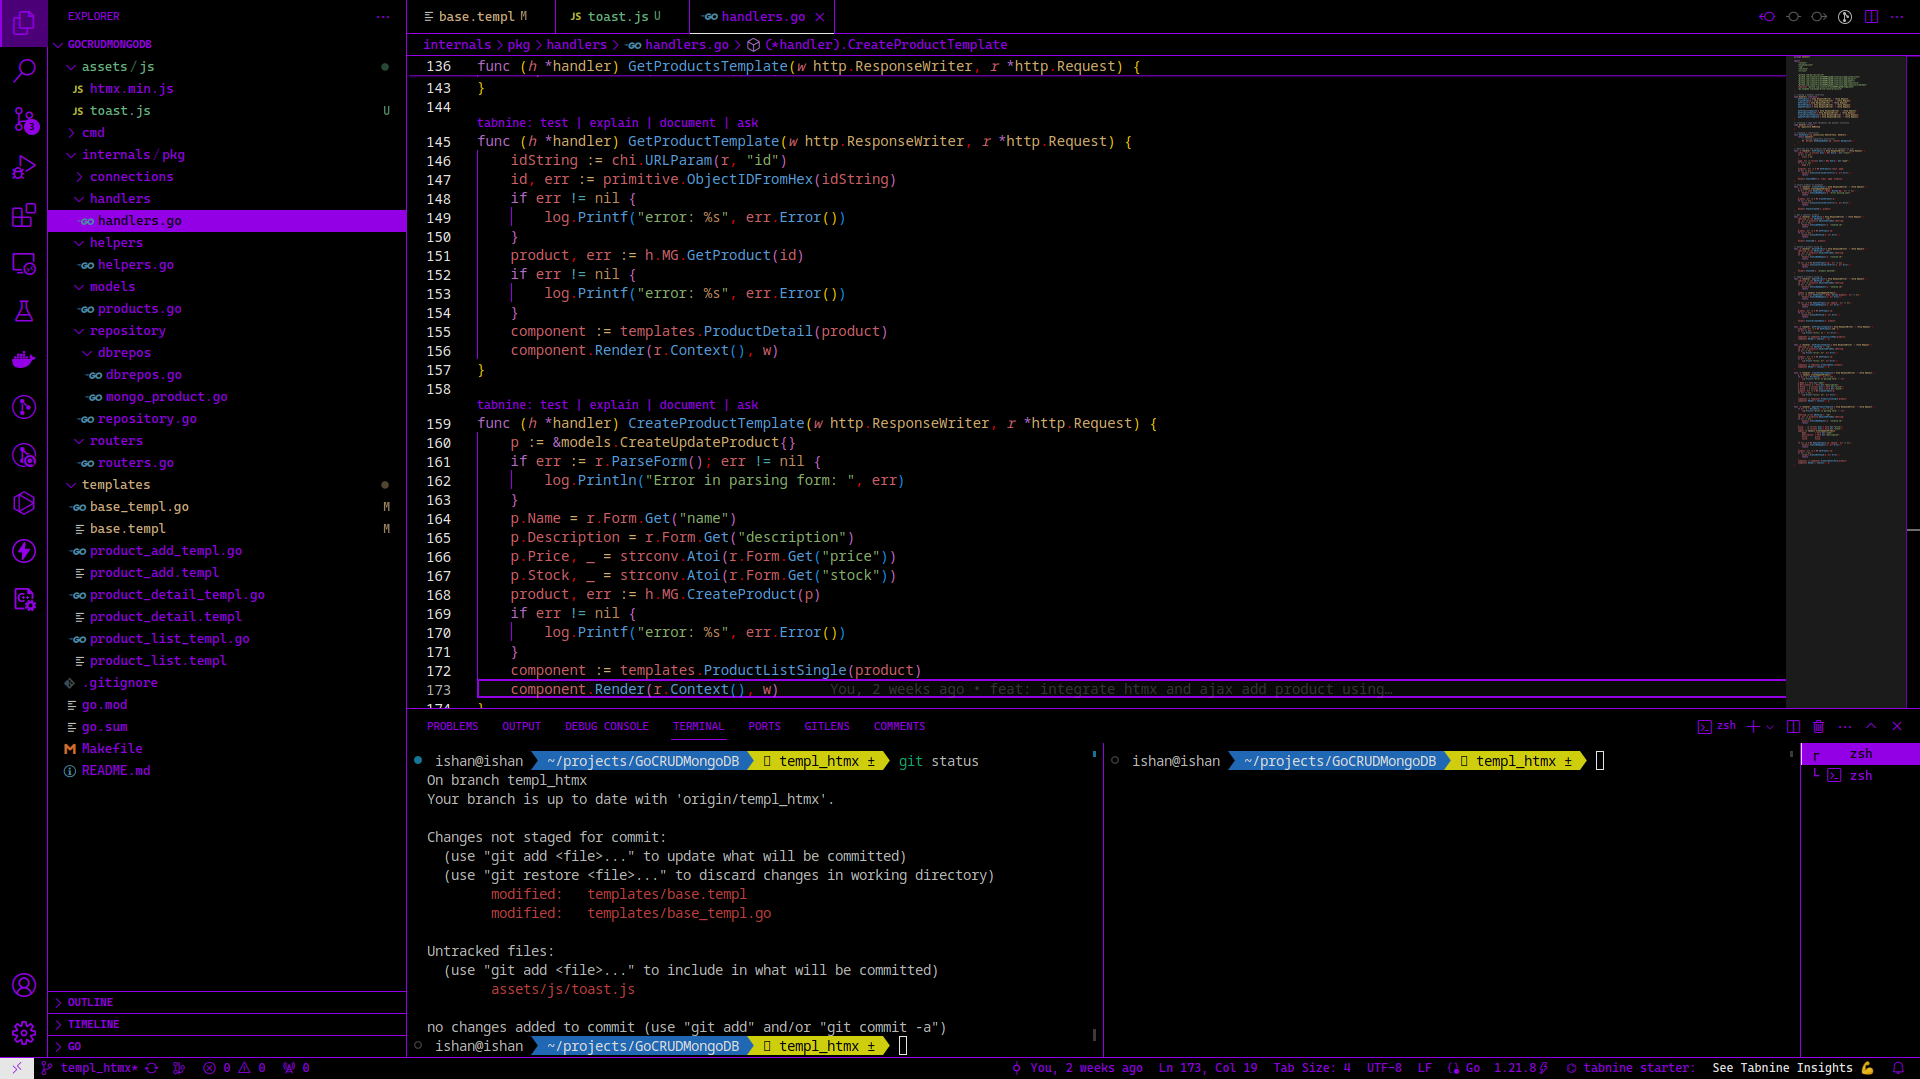 EXPLORER
GOCRUDMONGODB
assets / js
JS htmx.min.js
JS toast.js U
cmd
internals / pkg
connections
handlers
GO handlers.go
helpers
GO helpers.go
models
GO products.go
repository
dbrepos
GO dbrepos.go
GO mongo_product.go
GO repository.go
routers
GO routers.go
templates
GO base_templ.go M
base.templ M
GO product_add_templ.go
product_add.templ
GO product_detail_templ.go
product_detail.templ
GO product_list_templ.go
product_list.templ
.gitignore
go.mod
go.sum
Makefile
README.md
OUTLINE
TIMELINE
GO
3
base.templ M
JS toast.js U
GO handlers.go
internals > pkg > handlers > GO handlers.go > (*handler).CreateProductTemplate
136 func (h *handler) GetProductsTemplate(w http.ResponseWriter, r *http.Request) {
143 }
144
tabnine: test | explain | document | ask
145 func (h *handler) GetProductTemplate(w http.ResponseWriter, r *http.Request) {
146 idString := chi.URLParam(r, "id")
147 id, err := primitive.ObjectIDFromHex(idString)
148 if err != nil {
149 log.Printf("error: %s", err.Error())
150 }
151 product, err := h.MG.GetProduct(id)
152 if err != nil {
153 log.Printf("error: %s", err.Error())
154 }
155 component := templates.ProductDetail(product)
156 component.Render(r.Context(), w)
157 }
158
tabnine: test | explain | document | ask
159 func (h *handler) CreateProductTemplate(w http.ResponseWriter, r *http.Request) {
160 p := &models.CreateUpdateProduct{}
161 if err := r.ParseForm(); err != nil {
162 log.Println("Error in parsing form: ", err)
163 }
164 p.Name = r.Form.Get("name")
165 p.Description = r.Form.Get("description")
166 p.Price, _ = strconv.Atoi(r.Form.Get("price"))
167 p.Stock, _ = strconv.Atoi(r.Form.Get("stock"))
168 product, err := h.MG.CreateProduct(p)
169 if err != nil {
170 log.Printf("error: %s", err.Error())
171 }
172 component := templates.ProductListSingle(product)
173 component.Render(r.Context(), w) You, 2 weeks ago • feat: integrate htmx and ajax add product using…
174 }
PROBLEMS OUTPUT DEBUG CONSOLE TERMINAL PORTS GITLENS COMMENTS
zsh
ishan@ishan ~/projects/GoCRUDMongoDB templ_htmx ± git status
On branch templ_htmx
Your branch is up to date with 'origin/templ_htmx'.
Changes not staged for commit:
(use "git add <file>..." to update what will be committed)
(use "git restore <file>..." to discard changes in working directory)
modified: templates/base.templ
modified: templates/base_templ.go
Untracked files:
(use "git add <file>..." to include in what will be committed)
assets/js/toast.js
no changes added to commit (use "git add" and/or "git commit -a")
ishan@ishan ~/projects/GoCRUDMongoDB templ_htmx ±
ishan@ishan ~/projects/GoCRUDMongoDB templ_htmx ±
zsh
zsh
templ_htmx* 0 0 0
You, 2 weeks ago Ln 173, Col 19 Tab Size: 4 UTF-8 LF Go 1.21.8 tabnine starter: See Tabnine Insights 💪